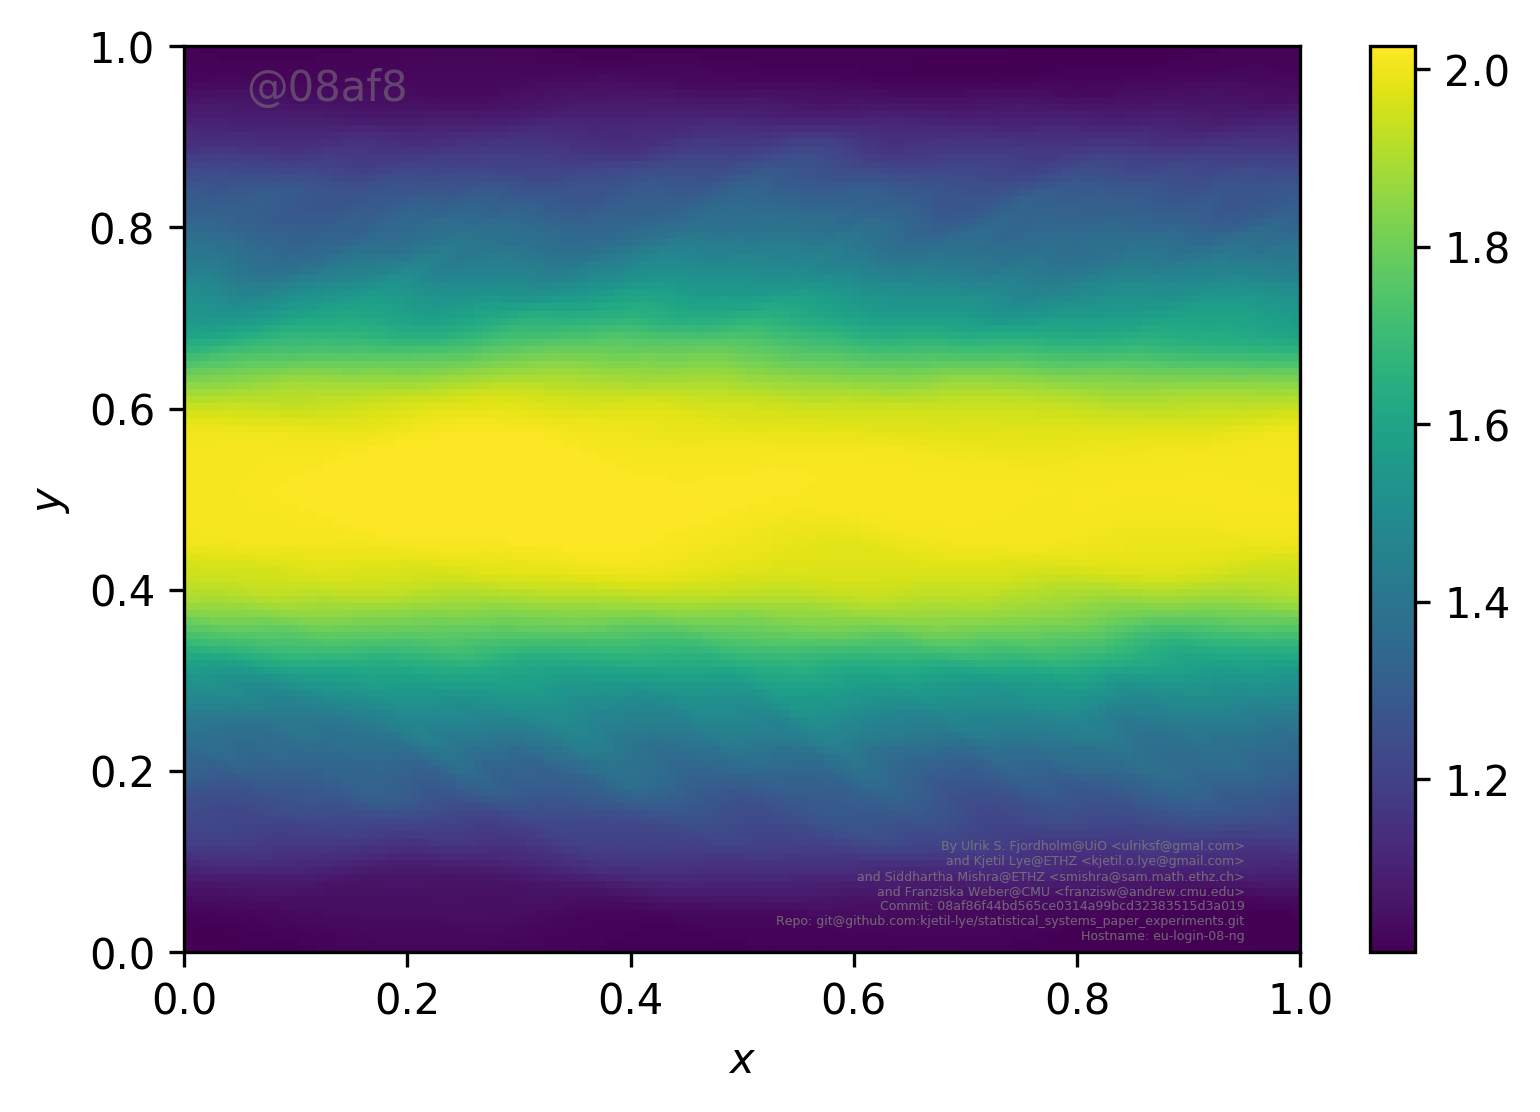 @08af8
1.0
0.8
0.6
0.4
0.2
0.0
y
0.0 0.2 0.4 0.6 0.8 1.0
x
2.0
1.8
1.6
1.4
1.2
By Ulrik S. Fjordholm@UiO <ulriksf@gmal.com>
and Kjetil Lye@ETHZ <kjetil.o.lye@gmail.com>
and Siddhartha Mishra@ETHZ <smishra@sam.math.ethz.ch>
and Franziska Weber@CMU <franzisw@andrew.cmu.edu>
Commit: 08af86f44bd565ce0314a99bcd32383515d3a019
Repo: git@github.com:kjetil-lye/statistical_systems_paper_experiments.git
Hostname: eu-login-08-ng